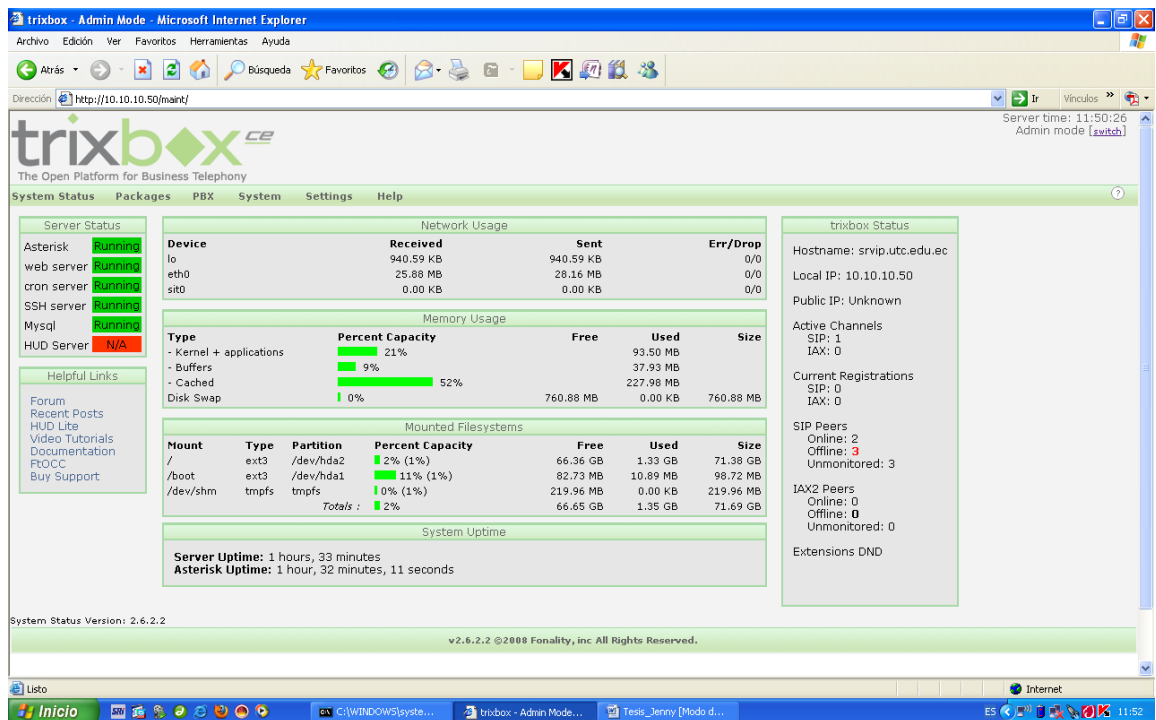 trixbox - Admin Mode - Microsoft Internet Explorer
Archivo Edición Ver Favoritos Herramientas Ayuda
Atrás Búsqueda Favoritos
Dirección http://10.10.10.50/maint/ Ir Vínculos »
trixbox ce
The Open Platform for Business Telephony
Server time: 11:50:26
Admin mode [switch]
System Status Packages PBX System Settings Help ?
Server Status
Asterisk Running
web server Running
cron server Running
SSH server Running
Mysql Running
HUD Server N/A
Helpful Links
Forum
Recent Posts
HUD Lite
Video Tutorials
Documentation
FtOCC
Buy Support
Network Usage
Device Received Sent Err/Drop
lo 940.59 KB 940.59 KB 0/0
eth0 25.88 MB 28.16 MB 0/0
sit0 0.00 KB 0.00 KB 0/0
Memory Usage
Type Percent Capacity Free Used Size
- Kernel + applications 21% 93.50 MB
- Buffers 9% 37.93 MB
- Cached 52% 227.98 MB
Disk Swap 0% 760.88 MB 0.00 KB 760.88 MB
Mounted Filesystems
Mount Type Partition Percent Capacity Free Used Size
/ ext3 /dev/hda2 2% (1%) 66.36 GB 1.33 GB 71.38 GB
/boot ext3 /dev/hda1 11% (1%) 82.73 MB 10.89 MB 98.72 MB
/dev/shm tmpfs tmpfs 0% (1%) 219.96 MB 0.00 KB 219.96 MB
Totals : 2% 66.65 GB 1.35 GB 71.69 GB
System Uptime
Server Uptime: 1 hours, 33 minutes
Asterisk Uptime: 1 hour, 32 minutes, 11 seconds
trixbox Status
Hostname: srvip.utc.edu.ec
Local IP: 10.10.10.50
Public IP: Unknown
Active Channels
SIP: 1
IAX: 0
Current Registrations
SIP: 0
IAX: 0
SIP Peers
Online: 2
Offline: 3
Unmonitored: 3
IAX2 Peers
Online: 0
Offline: 0
Unmonitored: 0
Extensions DND
System Status Version: 2.6.2.2
v2.6.2.2 ©2008 Fonality, inc All Rights Reserved.
Listo Internet
Inicio SRi C:\WINDOWS\syste... trixbox - Admin Mode... Tesis_Jenny [Modo d... ES 11:52